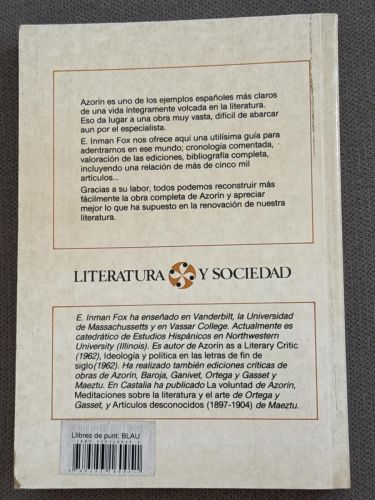 Azorín es uno de los ejemplos españoles más claros
de una vida íntegramente volcada en la literatura.
Eso da lugar a una obra muy vasta, difícil de abarcar
aun por el especialista.
E. Inman Fox nos ofrece aquí una utilísima guía para
adentrarnos en ese mundo; cronología comentada,
valoración de las ediciones, bibliografía completa,
incluyendo una relación de más de cinco mil
artículos...
Gracias a su labor, todos podemos reconstruir más
fácilmente la obra completa de Azorín y apreciar
mejor lo que ha supuesto en la renovación de nuestra
literatura.
LITERATURA Y SOCIEDAD
E. Inman Fox ha enseñado en Vanderbilt, la Universidad
de Massachussetts y en Vassar College. Actualmente es
catedrático de Estudios Hispánicos en Northwestern
University (Illinois). Es autor de Azorín as a Literary Critic
(1962), Ideología y política en las letras de fin de
siglo(1962). Ha realizado también ediciones críticas de
obras de Azorín, Baroja, Ganivet, Ortega y Gasset y
Maeztu. En Castalia ha publicado La voluntad de Azorín,
Meditaciones sobre la literatura y el arte de Ortega y
Gasset, y Artículos desconocidos (1897-1904) de Maeztu.
Llibres de punt. BLAU